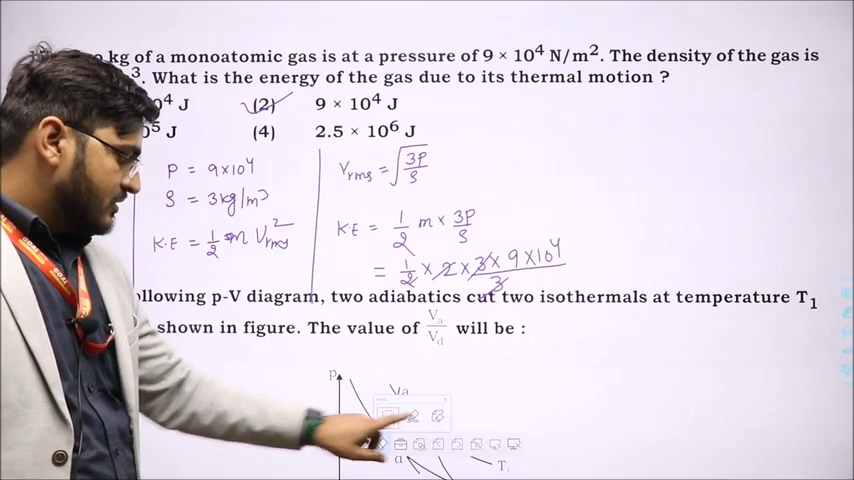 kg of a monoatomic gas is at a pressure of 9 × 10⁴ N/m². The density of the gas is
³. What is the energy of the gas due to its thermal motion ?
0⁴ J (2) 9 × 10⁴ J
0⁵ J (4) 2.5 × 10⁶ J
P = 9×10⁴
S = 3kg/m³
K·E = 1/2 m V²rms
Vrms = √3P/S
K·E = 1/2 m × 3P/S
= 1/2 × 2 × 3 × 9 × 10⁴/3
ollowing p-V diagram, two adiabatics cut two isothermals at temperature T₁
shown in figure. The value of Va/Vd will be :
p
Va
a
GOAL